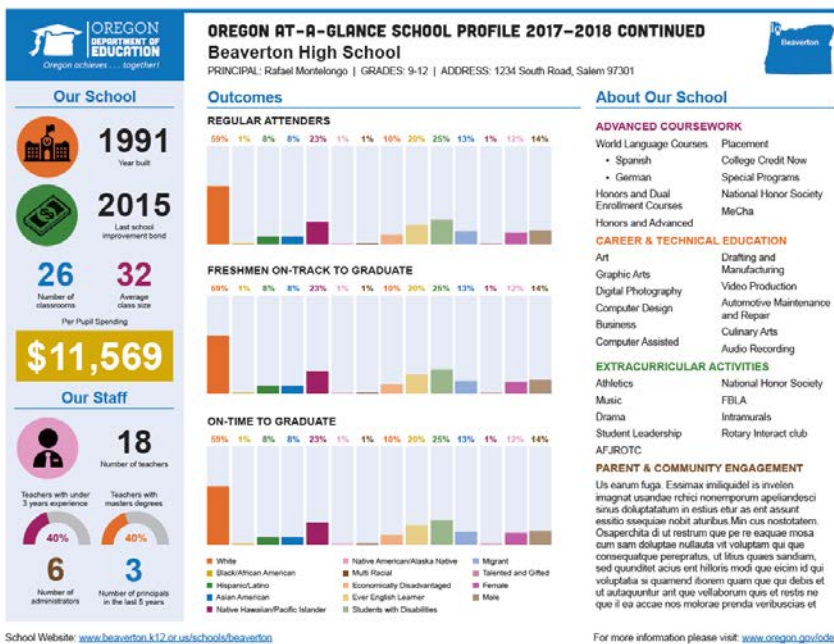 OREGON
DEPARTMENT OF
EDUCATION
Oregon achieves . . . together!
OREGON AT-A-GLANCE SCHOOL PROFILE 2017-2018 CONTINUED
Beaverton High School
PRINCIPAL: Rafael Montelongo | GRADES: 9-12 | ADDRESS: 1234 South Road, Salem 97301
Beaverton
Our School
1991
Year built
2015
Last school
improvement bond
26
Number of
classrooms
32
Average
class size
Per Pupil Spending
$11,569
Our Staff
18
Number of teachers
Teachers with under
3 years experience
40%
Teachers with
masters degrees
40%
6
Number of
administrators
3
Number of principals
in the last 5 years
Outcomes
REGULAR ATTENDERS
59% 1% 8% 8% 23% 1% 1% 10% 20% 25% 13% 1% 12% 14%
FRESHMEN ON-TRACK TO GRADUATE
59% 1% 8% 8% 23% 1% 1% 10% 20% 25% 13% 1% 12% 14%
ON-TIME TO GRADUATE
59% 1% 8% 8% 23% 1% 1% 10% 20% 25% 13% 1% 12% 14%
White
Black/African American
Hispanic/Latino
Asian American
Native Hawaiian/Pacific Islander
Native American/Alaska Native
Multi Racial
Economically Disadvantaged
Ever English Learner
Students with Disabilities
Migrant
Talented and Gifted
Female
Male
About Our School
ADVANCED COURSEWORK
World Language Courses
• Spanish
• German
Honors and Dual
Enrollment Courses
Honors and Advanced
Placement
College Credit Now
Special Programs
National Honor Society
MeCha
CAREER & TECHNICAL EDUCATION
Art
Graphic Arts
Digital Photography
Computer Design
Business
Computer Assisted
Drafting and
Manufacturing
Video Production
Automotive Maintenance
and Repair
Culinary Arts
Audio Recording
EXTRACURRICULAR ACTIVITIES
Athletics
Music
Drama
Student Leadership
AFJROTC
National Honor Society
FBLA
Intramurals
Rotary Interact club
PARENT & COMMUNITY ENGAGEMENT
Us earum fuga. Essimax imiliquidel is invelen
imagnat usandae rchici nonemporum apeliandesci
sinus doluptatatum in estius etur as ent assunt
essitio ssequiae nobit aturibus.Min cus nostotatem.
Osaperchita di ut restrum que pe re eaquae mosa
cum sam doluptae nullauta vit voluptam qui que
consequatque perepratus, ut litius quaes sandiam,
sed qunditet acius ent hilloris modi que eicim id qui
voluptatia si quamend itiorem quam que qui debis et
ut autaquuntur arit que vellaborum quis et restis ne
que il ea accae nos molorae prenda veribuscias et
School Website: www.beaverton.k12.or.us/schools/beaverton
For more information please visit: www.oregon.gov/ode